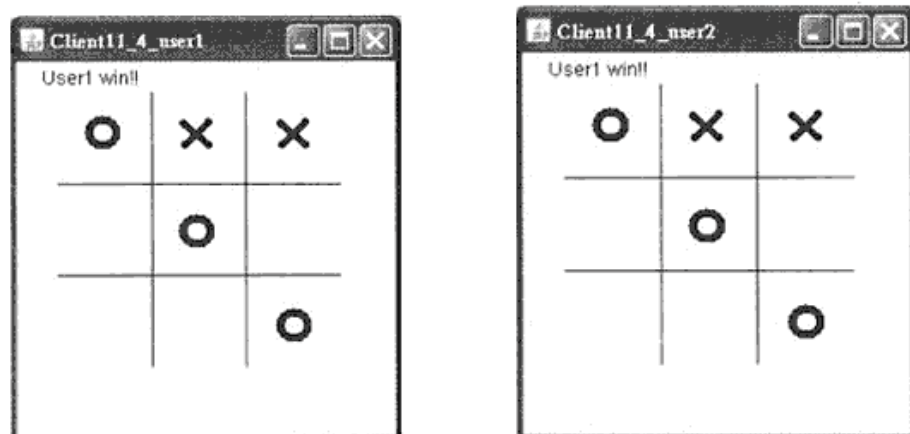 Client11_4_user1
User1 win!!
O X X
O
O
Client11_4_user2
User1 win!!
O X X
O
O